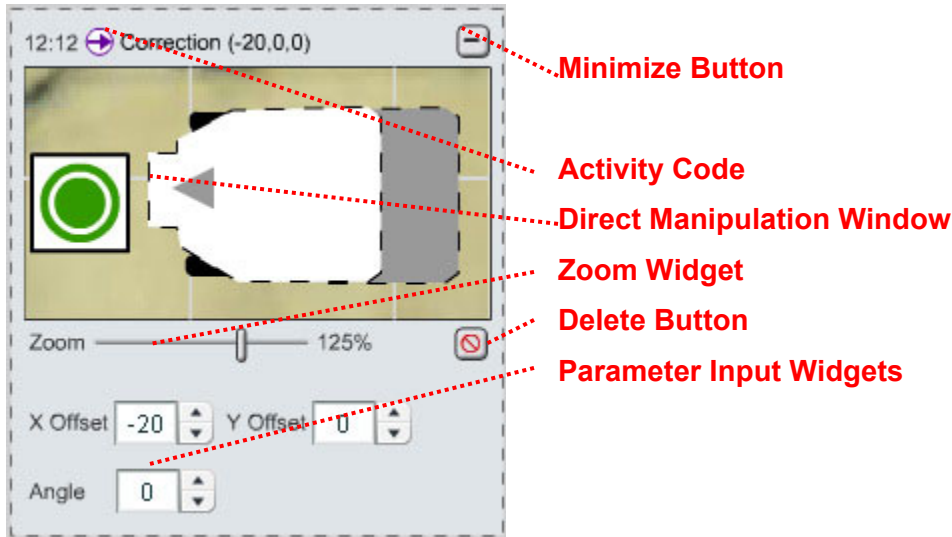 12:12 Correction (-20,0,0)
Minimize Button
Activity Code
Direct Manipulation Window
Zoom Widget
Zoom 125%
Delete Button
Parameter Input Widgets
X Offset -20 Y Offset 0
Angle 0